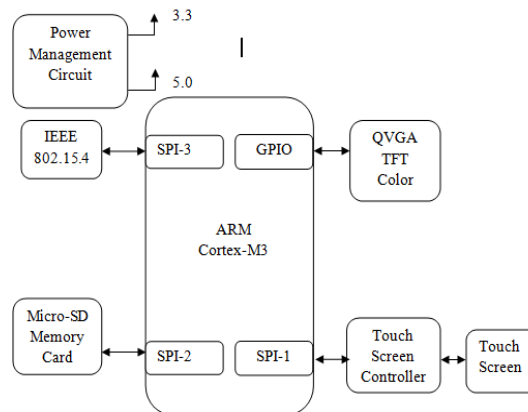 Power
Management
Circuit
3.3
5.0
IEEE
802.15.4
SPI-3
GPIO
QVGA
TFT
Color
ARM
Cortex-M3
Micro-SD
Memory
Card
SPI-2
SPI-1
Touch
Screen
Controller
Touch
Screen